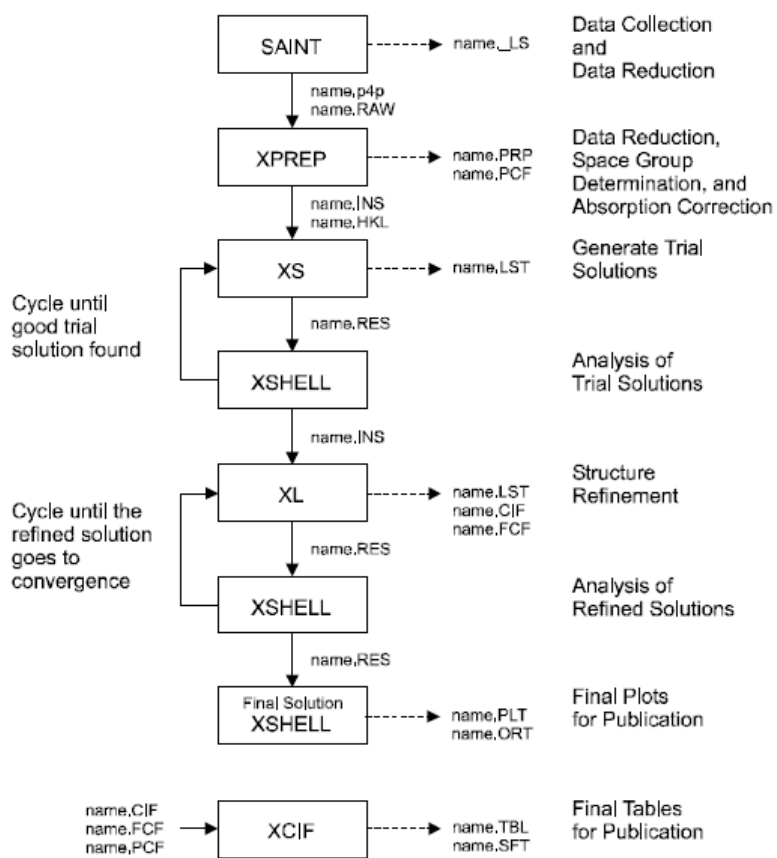 SAINT
name._LS
Data Collection
and
Data Reduction
name.p4p
name.RAW
XPREP
name.PRP
name.PCF
Data Reduction,
Space Group
Determination, and
Absorption Correction
name.INS
name.HKL
XS
name.LST
Generate Trial
Solutions
Cycle until
good trial
solution found
name.RES
XSHELL
Analysis of
Trial Solutions
name.INS
XL
name.LST
name.CIF
name.FCF
Structure
Refinement
Cycle until the
refined solution
goes to
convergence
name.RES
XSHELL
Analysis of
Refined Solutions
name.RES
Final Solution
XSHELL
name.PLT
name.ORT
Final Plots
for Publication
name.CIF
name.FCF
name.PCF
XCIF
name.TBL
name.SFT
Final Tables
for Publication